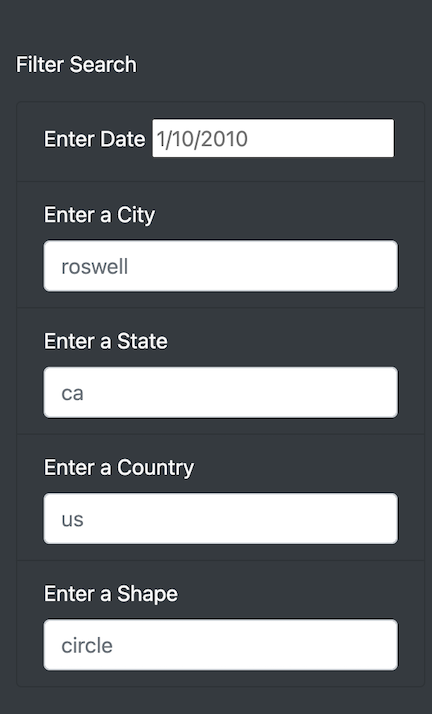 Filter Search
Enter Date 1/10/2010
Enter a City
roswell
Enter a State
ca
Enter a Country
us
Enter a Shape
circle